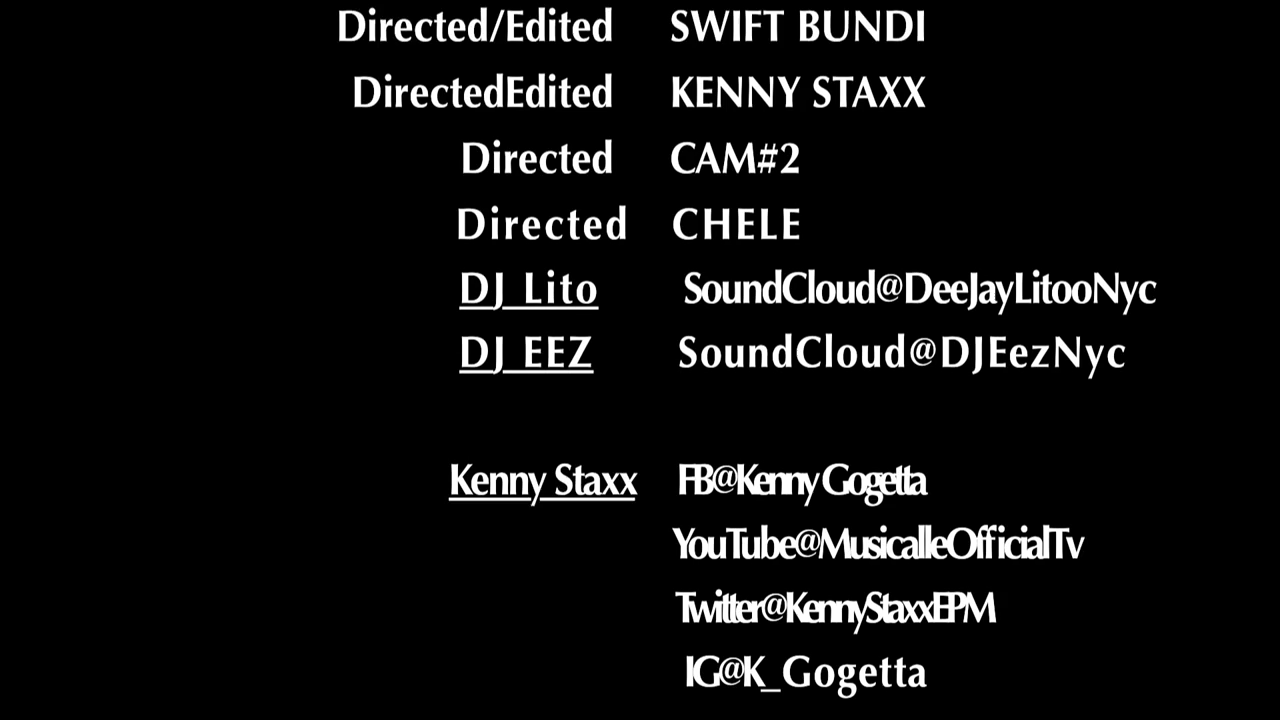 Directed/Edited SWIFT BUNDI
DirectedEdited KENNY STAXX
Directed CAM#2
Directed CHELE
DJ Lito SoundCloud@DeeJayLitooNyc
DJ EEZ SoundCloud@DJEezNyc
Kenny Staxx FB@Kenny Gogetta
YouTube@MusicalleOfficialTv
Twitter@KennyStaxxEPM
IG@K_Gogetta